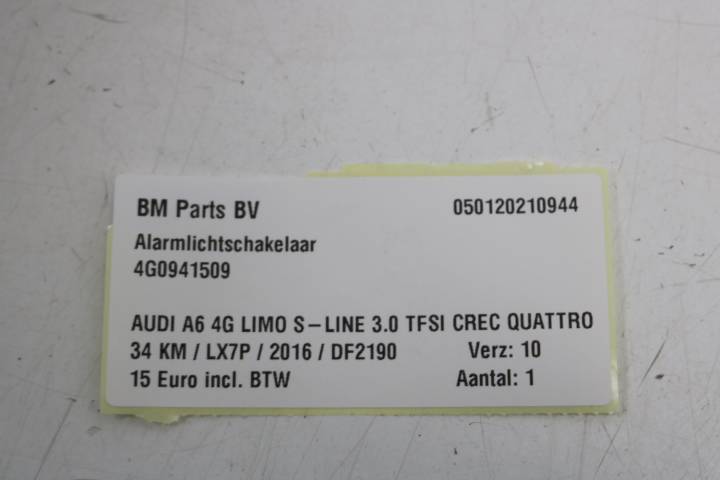 BM Parts BV 050120210944
Alarmlichtschakelaar
4G0941509
AUDI A6 4G LIMO S-LINE 3.0 TFSI CREC QUATTRO
34 KM / LX7P / 2016 / DF2190 Verz: 10
15 Euro incl. BTW Aantal: 1